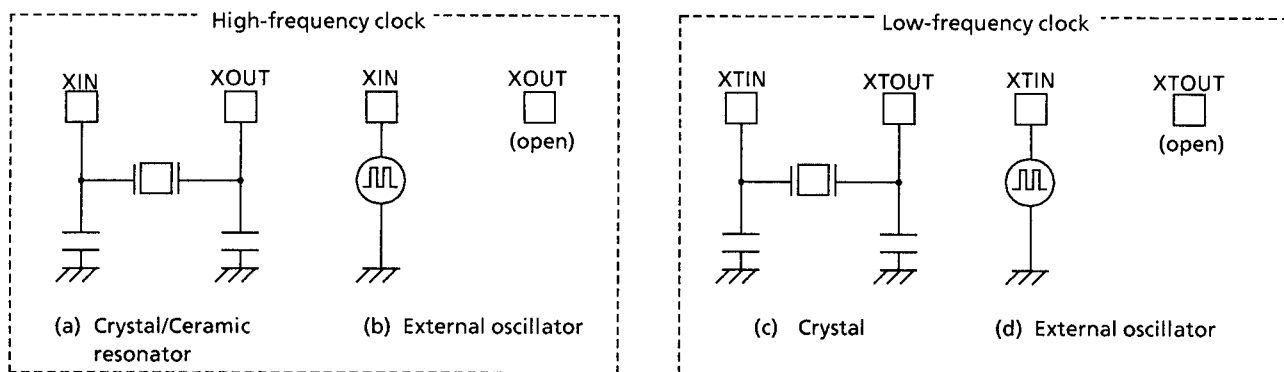 High-frequency clock
XIN
XOUT
XIN
XOUT
(open)
(a) Crystal/Ceramic
resonator
(b) External oscillator
Low-frequency clock
XTIN
XTOUT
XTIN
XTOUT
(open)
(c) Crystal
(d) External oscillator